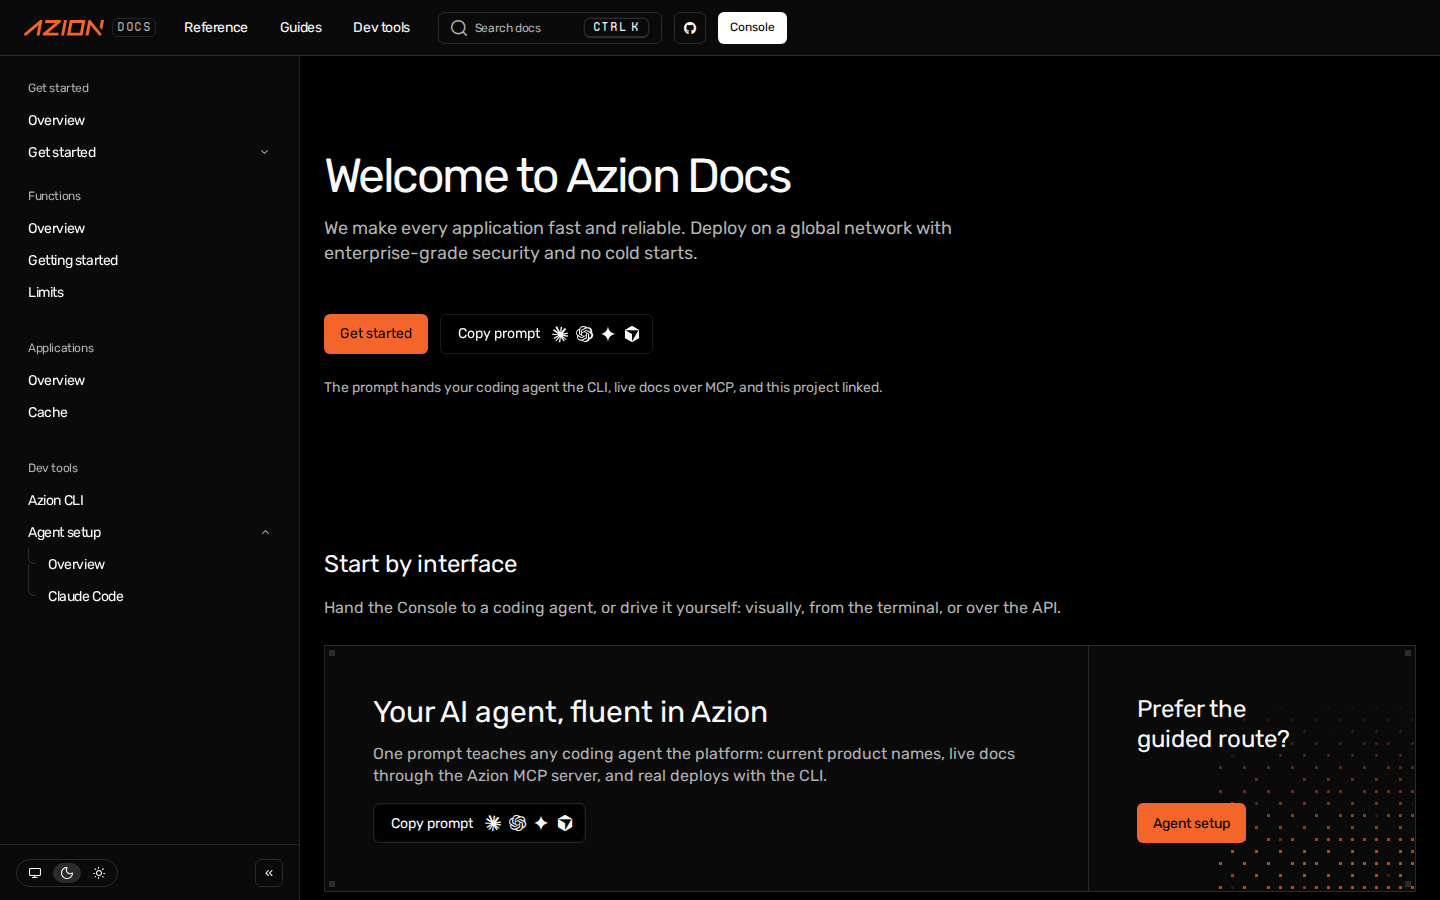 AZION DOCS Reference Guides Dev tools Search docs CTRL K Console
Get started
Overview
Get started
Functions
Overview
Getting started
Limits
Applications
Overview
Cache
Dev tools
Azion CLI
Agent setup
Overview
Claude Code
Welcome to Azion Docs
We make every application fast and reliable. Deploy on a global network with
enterprise-grade security and no cold starts.
Get started Copy prompt
The prompt hands your coding agent the CLI, live docs over MCP, and this project linked.
Start by interface
Hand the Console to a coding agent, or drive it yourself: visually, from the terminal, or over the API.
Your AI agent, fluent in Azion
One prompt teaches any coding agent the platform: current product names, live docs
through the Azion MCP server, and real deploys with the CLI.
Copy prompt
Prefer the
guided route?
Agent setup